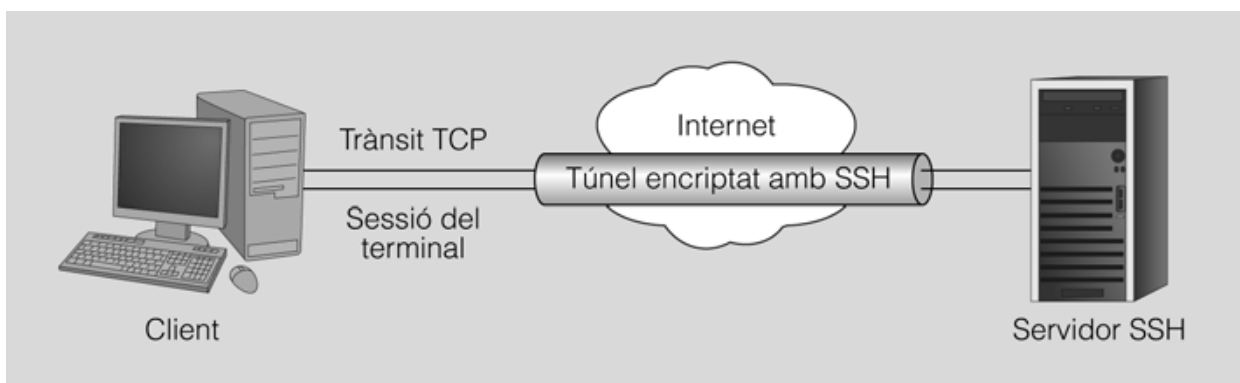 Trànsit TCP
Sessió del
terminal
Internet
Túnel encriptat amb SSH
Client
Servidor SSH